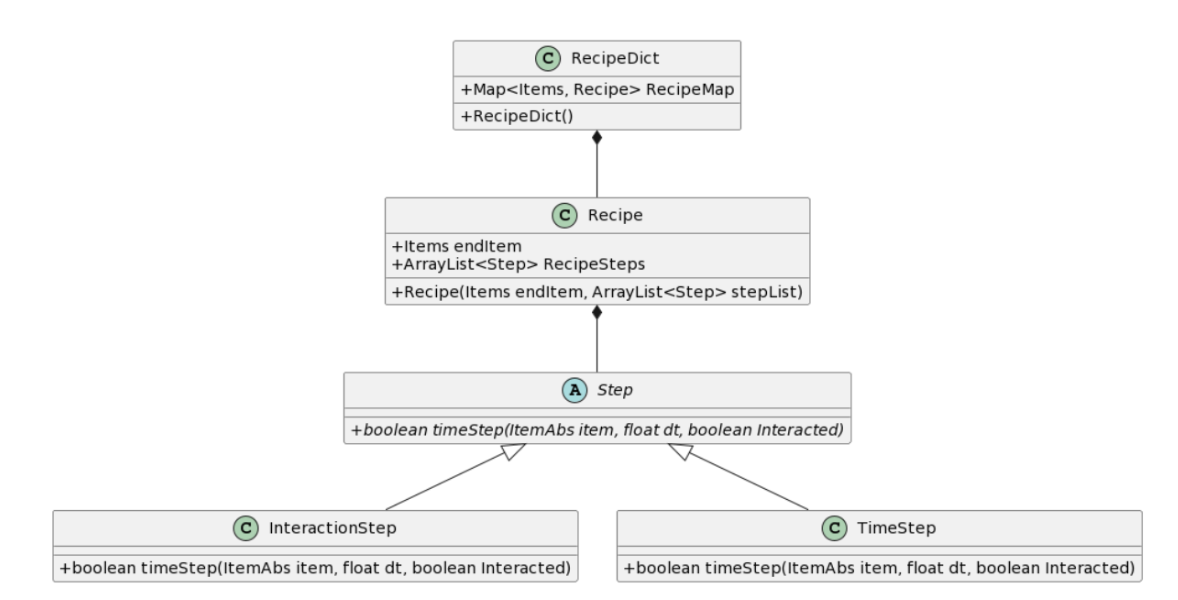 C RecipeDict
+Map<Items, Recipe> RecipeMap
+RecipeDict()
C Recipe
+Items endItem
+ArrayList<Step> RecipeSteps
+Recipe(Items endItem, ArrayList<Step> stepList)
A Step
+boolean timeStep(ItemAbs item, float dt, boolean Interacted)
C InteractionStep
+boolean timeStep(ItemAbs item, float dt, boolean Interacted)
C TimeStep
+boolean timeStep(ItemAbs item, float dt, boolean Interacted)